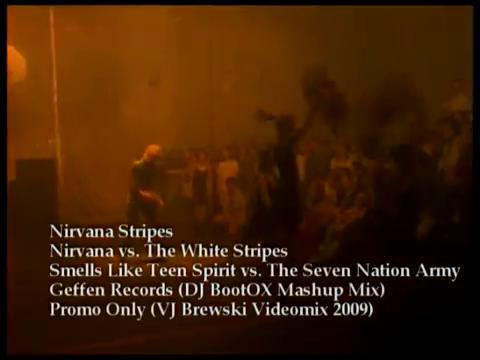 Nirvana Stripes
Nirvana vs. The White Stripes
Smells Like Teen Spirit vs. The Seven Nation Army
Geffen Records (DJ BootOX Mashup Mix)
Promo Only (VJ Brewski Videomix 2009)